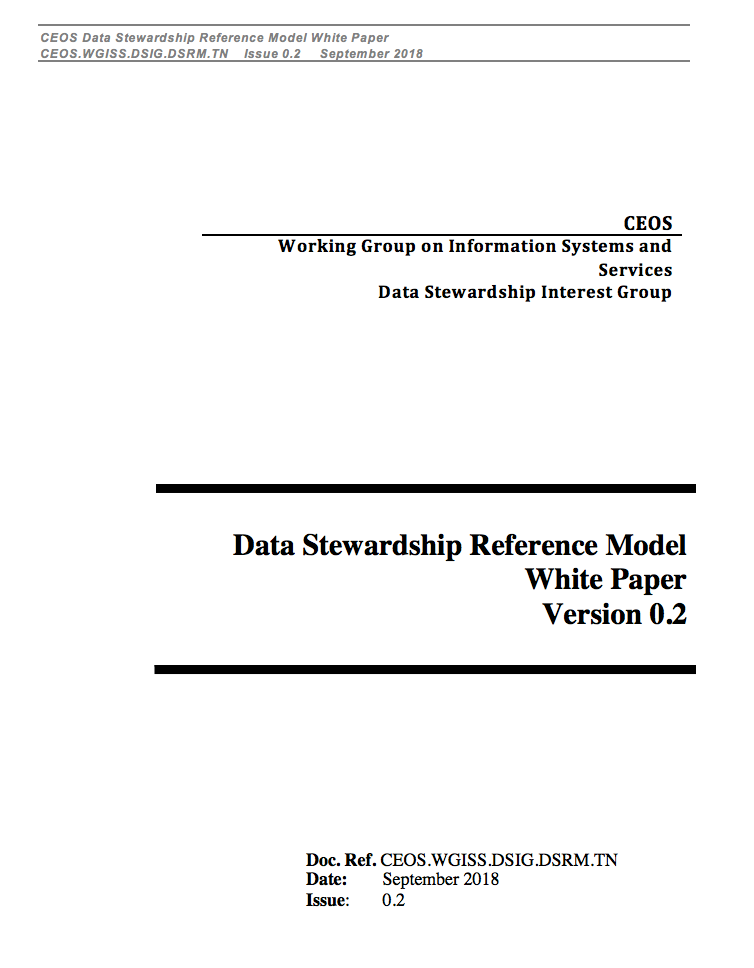 CEOS Data Stewardship Reference Model White Paper
CEOS.WGISS.DSIG.DSRM.TN Issue 0.2 September 2018
CEOS
Working Group on Information Systems and
Services
Data Stewardship Interest Group
Data Stewardship Reference Model
White Paper
Version 0.2
Doc. Ref. CEOS.WGISS.DSIG.DSRM.TN
Date: September 2018
Issue: 0.2